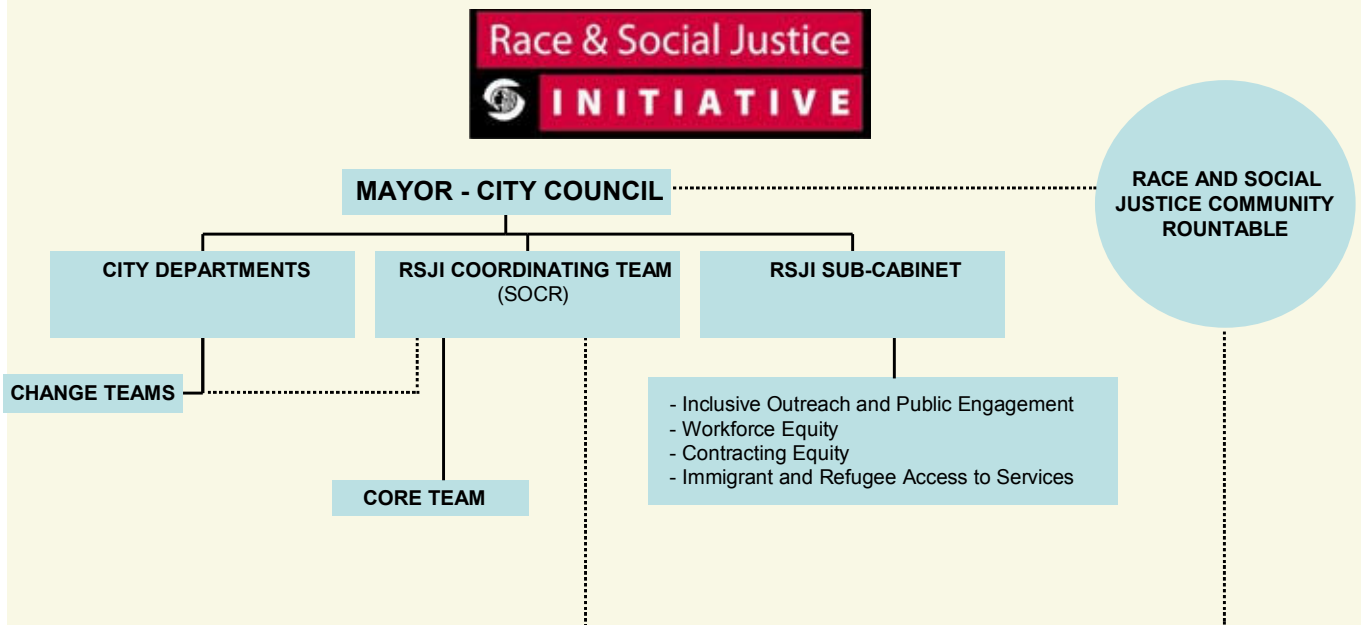 Race & Social Justice
INITIATIVE
MAYOR - CITY COUNCIL
RACE AND SOCIAL
JUSTICE COMMUNITY
ROUNTABLE
CITY DEPARTMENTS
RSJI COORDINATING TEAM
(SOCR)
RSJI SUB-CABINET
CHANGE TEAMS
- Inclusive Outreach and Public Engagement
- Workforce Equity
- Contracting Equity
- Immigrant and Refugee Access to Services
CORE TEAM